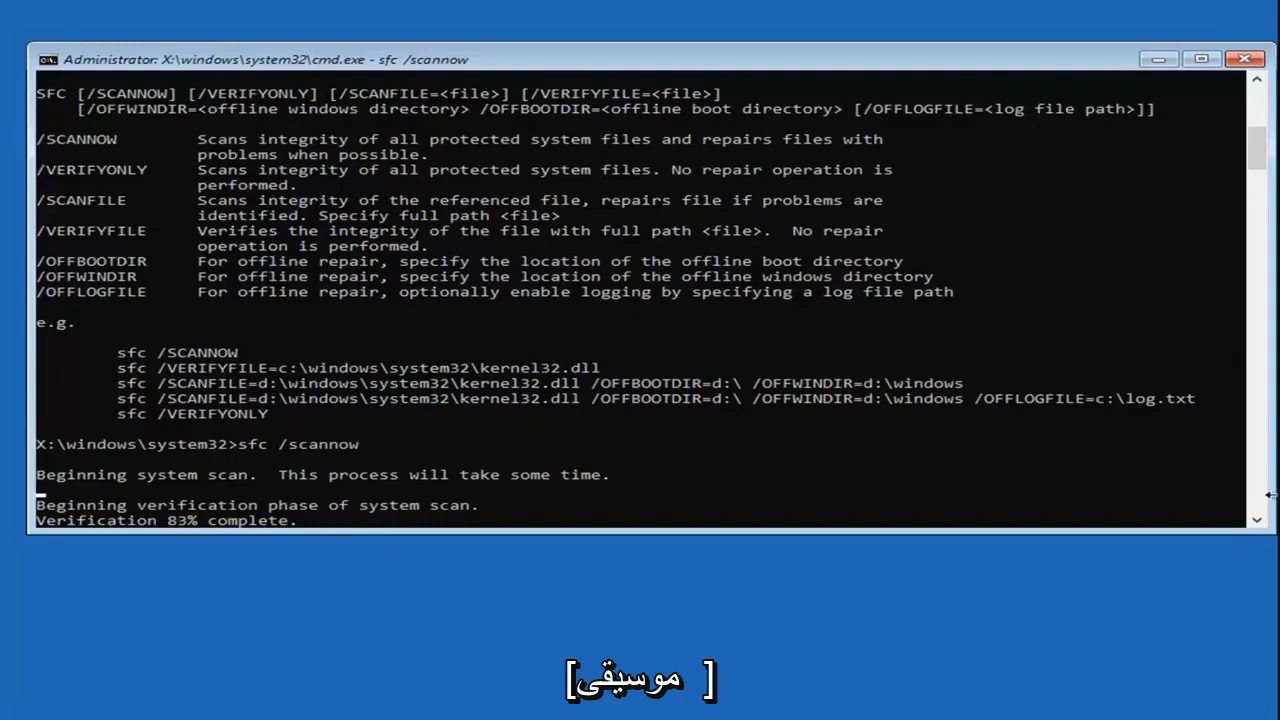 Administrator: X:\windows\system32\cmd.exe - sfc /scannow
SFC [/SCANNOW] [/VERIFYONLY] [/SCANFILE=<file>] [/VERIFYFILE=<file>]
[/OFFWINDIR=<offline windows directory> /OFFBOOTDIR=<offline boot directory> [/OFFLOGFILE=<log file path>]]
/SCANNOW Scans integrity of all protected system files and repairs files with
problems when possible.
/VERIFYONLY Scans integrity of all protected system files. No repair operation is
performed.
/SCANFILE Scans integrity of the referenced file, repairs file if problems are
identified. Specify full path <file>
/VERIFYFILE Verifies the integrity of the file with full path <file>. No repair
operation is performed.
/OFFBOOTDIR For offline repair, specify the location of the offline boot directory
/OFFWINDIR For offline repair, specify the location of the offline windows directory
/OFFLOGFILE For offline repair, optionally enable logging by specifying a log file path
e.g.
sfc /SCANNOW
sfc /VERIFYFILE=c:\windows\system32\kernel32.dll
sfc /SCANFILE=d:\windows\system32\kernel32.dll /OFFBOOTDIR=d:\ /OFFWINDIR=d:\windows
sfc /SCANFILE=d:\windows\system32\kernel32.dll /OFFBOOTDIR=d:\ /OFFWINDIR=d:\windows /OFFLOGFILE=c:\log.txt
sfc /VERIFYONLY
X:\windows\system32>sfc /scannow
Beginning system scan. This process will take some time.
Beginning verification phase of system scan.
Verification 83% complete.
[ موسيقى]